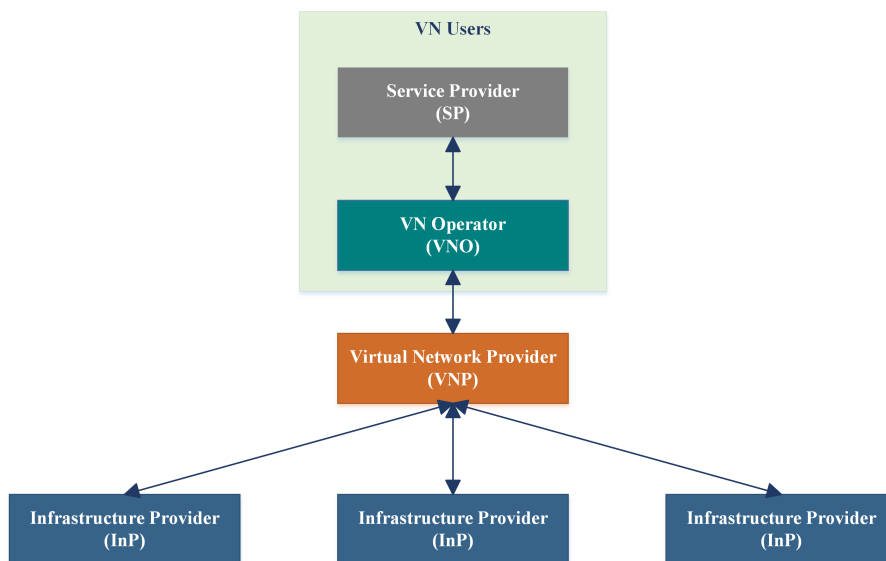 VN Users
Service Provider
(SP)
VN Operator
(VNO)
Virtual Network Provider
(VNP)
Infrastructure Provider
(InP)
Infrastructure Provider
(InP)
Infrastructure Provider
(InP)